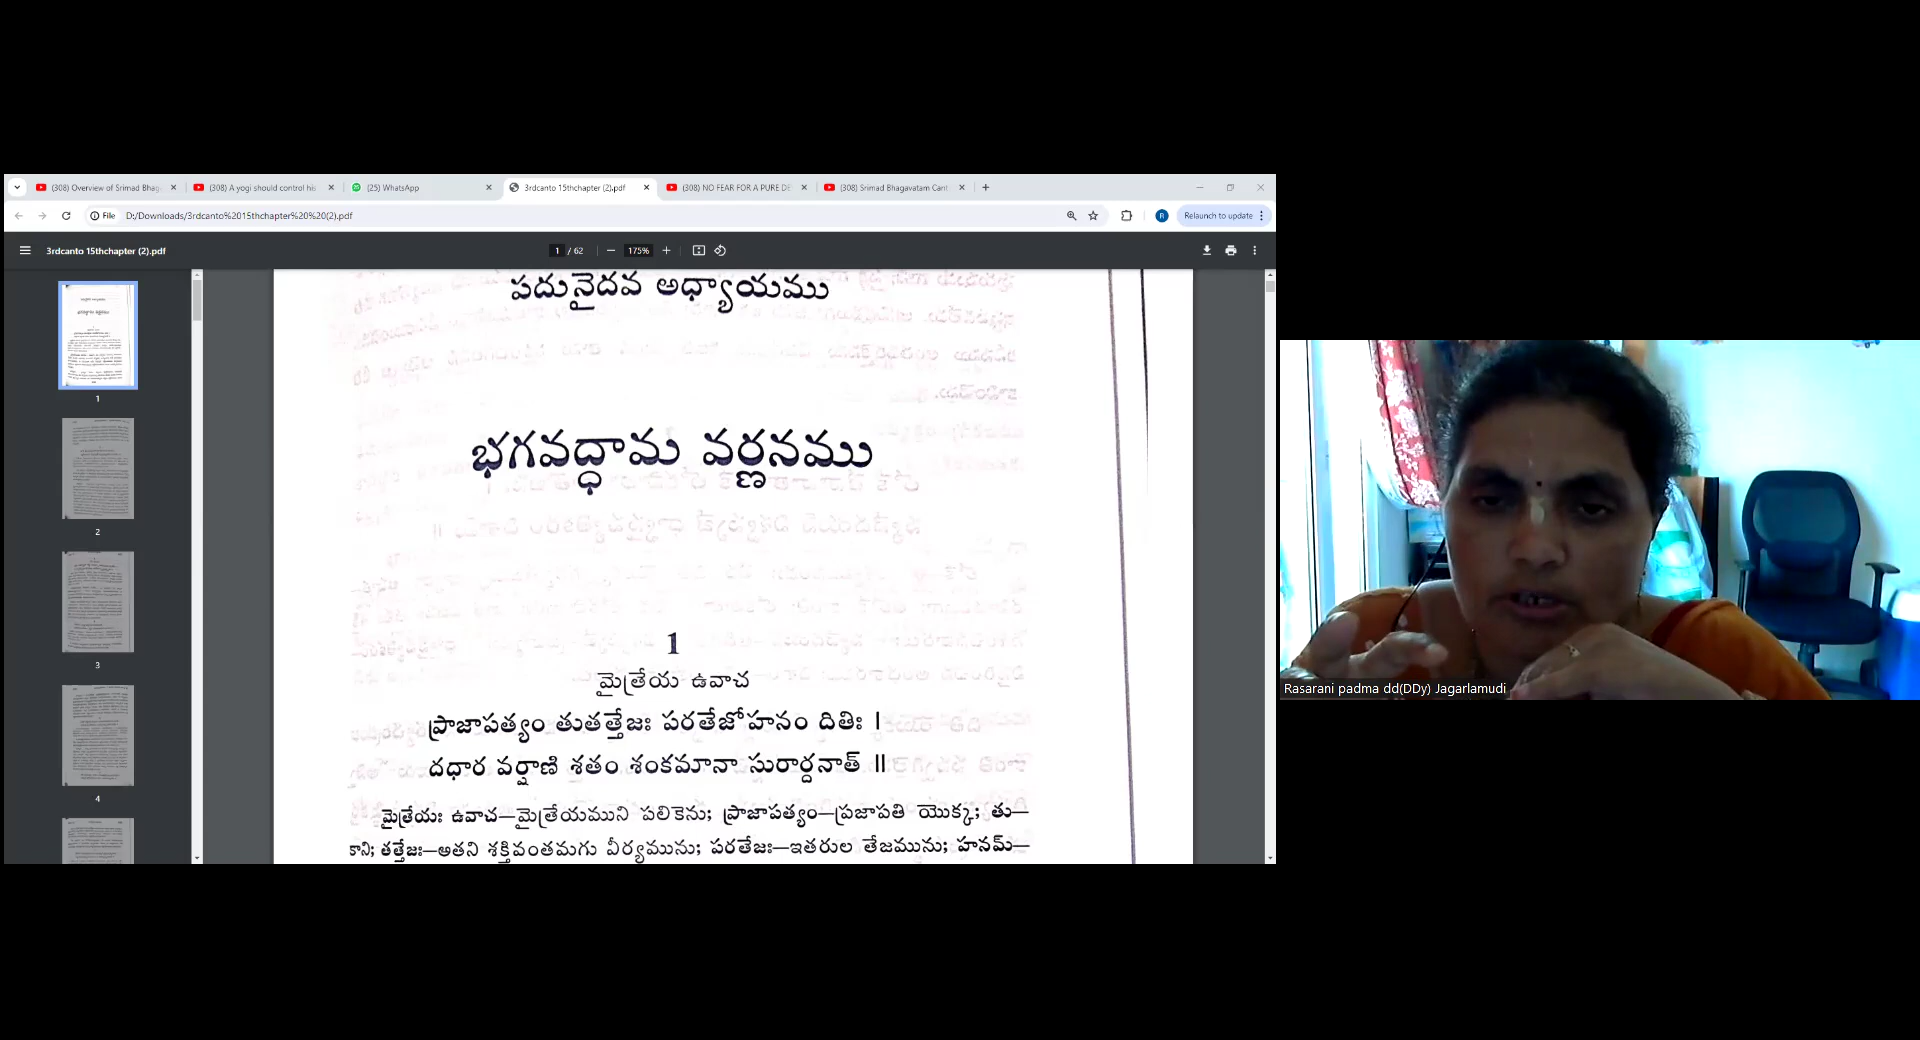 (308) Overview of Srimad Bhag
(308) A yogi should control his
(25) WhatsApp
3rdcanto 15thchapter (2).pdf
(308) NO FEAR FOR A PURE DE
(308) Srimad Bhagavatam Cant
File
D:/Downloads/3rdcanto%2015thchapter%20%20(2).pdf
R
Relaunch to update
3rdcanto 15thchapter (2).pdf
1 / 62
175%
1
2
3
4
పదునైదవ అధ్యాయము
భగవద్ధామ వర్ణనము
1
మైత్రేయ ఉవాచ
ప్రాజాపత్యం తుతత్తేజః పరతేజోహనం దితిః |
దధార వర్షాణి శతం శంకమానా సురార్దనాత్ ||
మైత్రేయః ఉవాచ—మైత్రేయముని పలికెను; ప్రాజాపత్యం—ప్రజాపతి యొక్క; తు—
కాని; తత్తేజః—అతని శక్తివంతమగు వీర్యమును; పరతేజః—ఇతరుల తేజమును; హనమ్—
Rasarani padma dd(DDy) Jagarlamudi